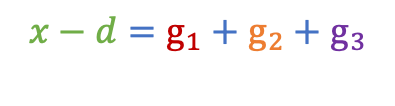 x − d = g₁ + g₂ + g₃